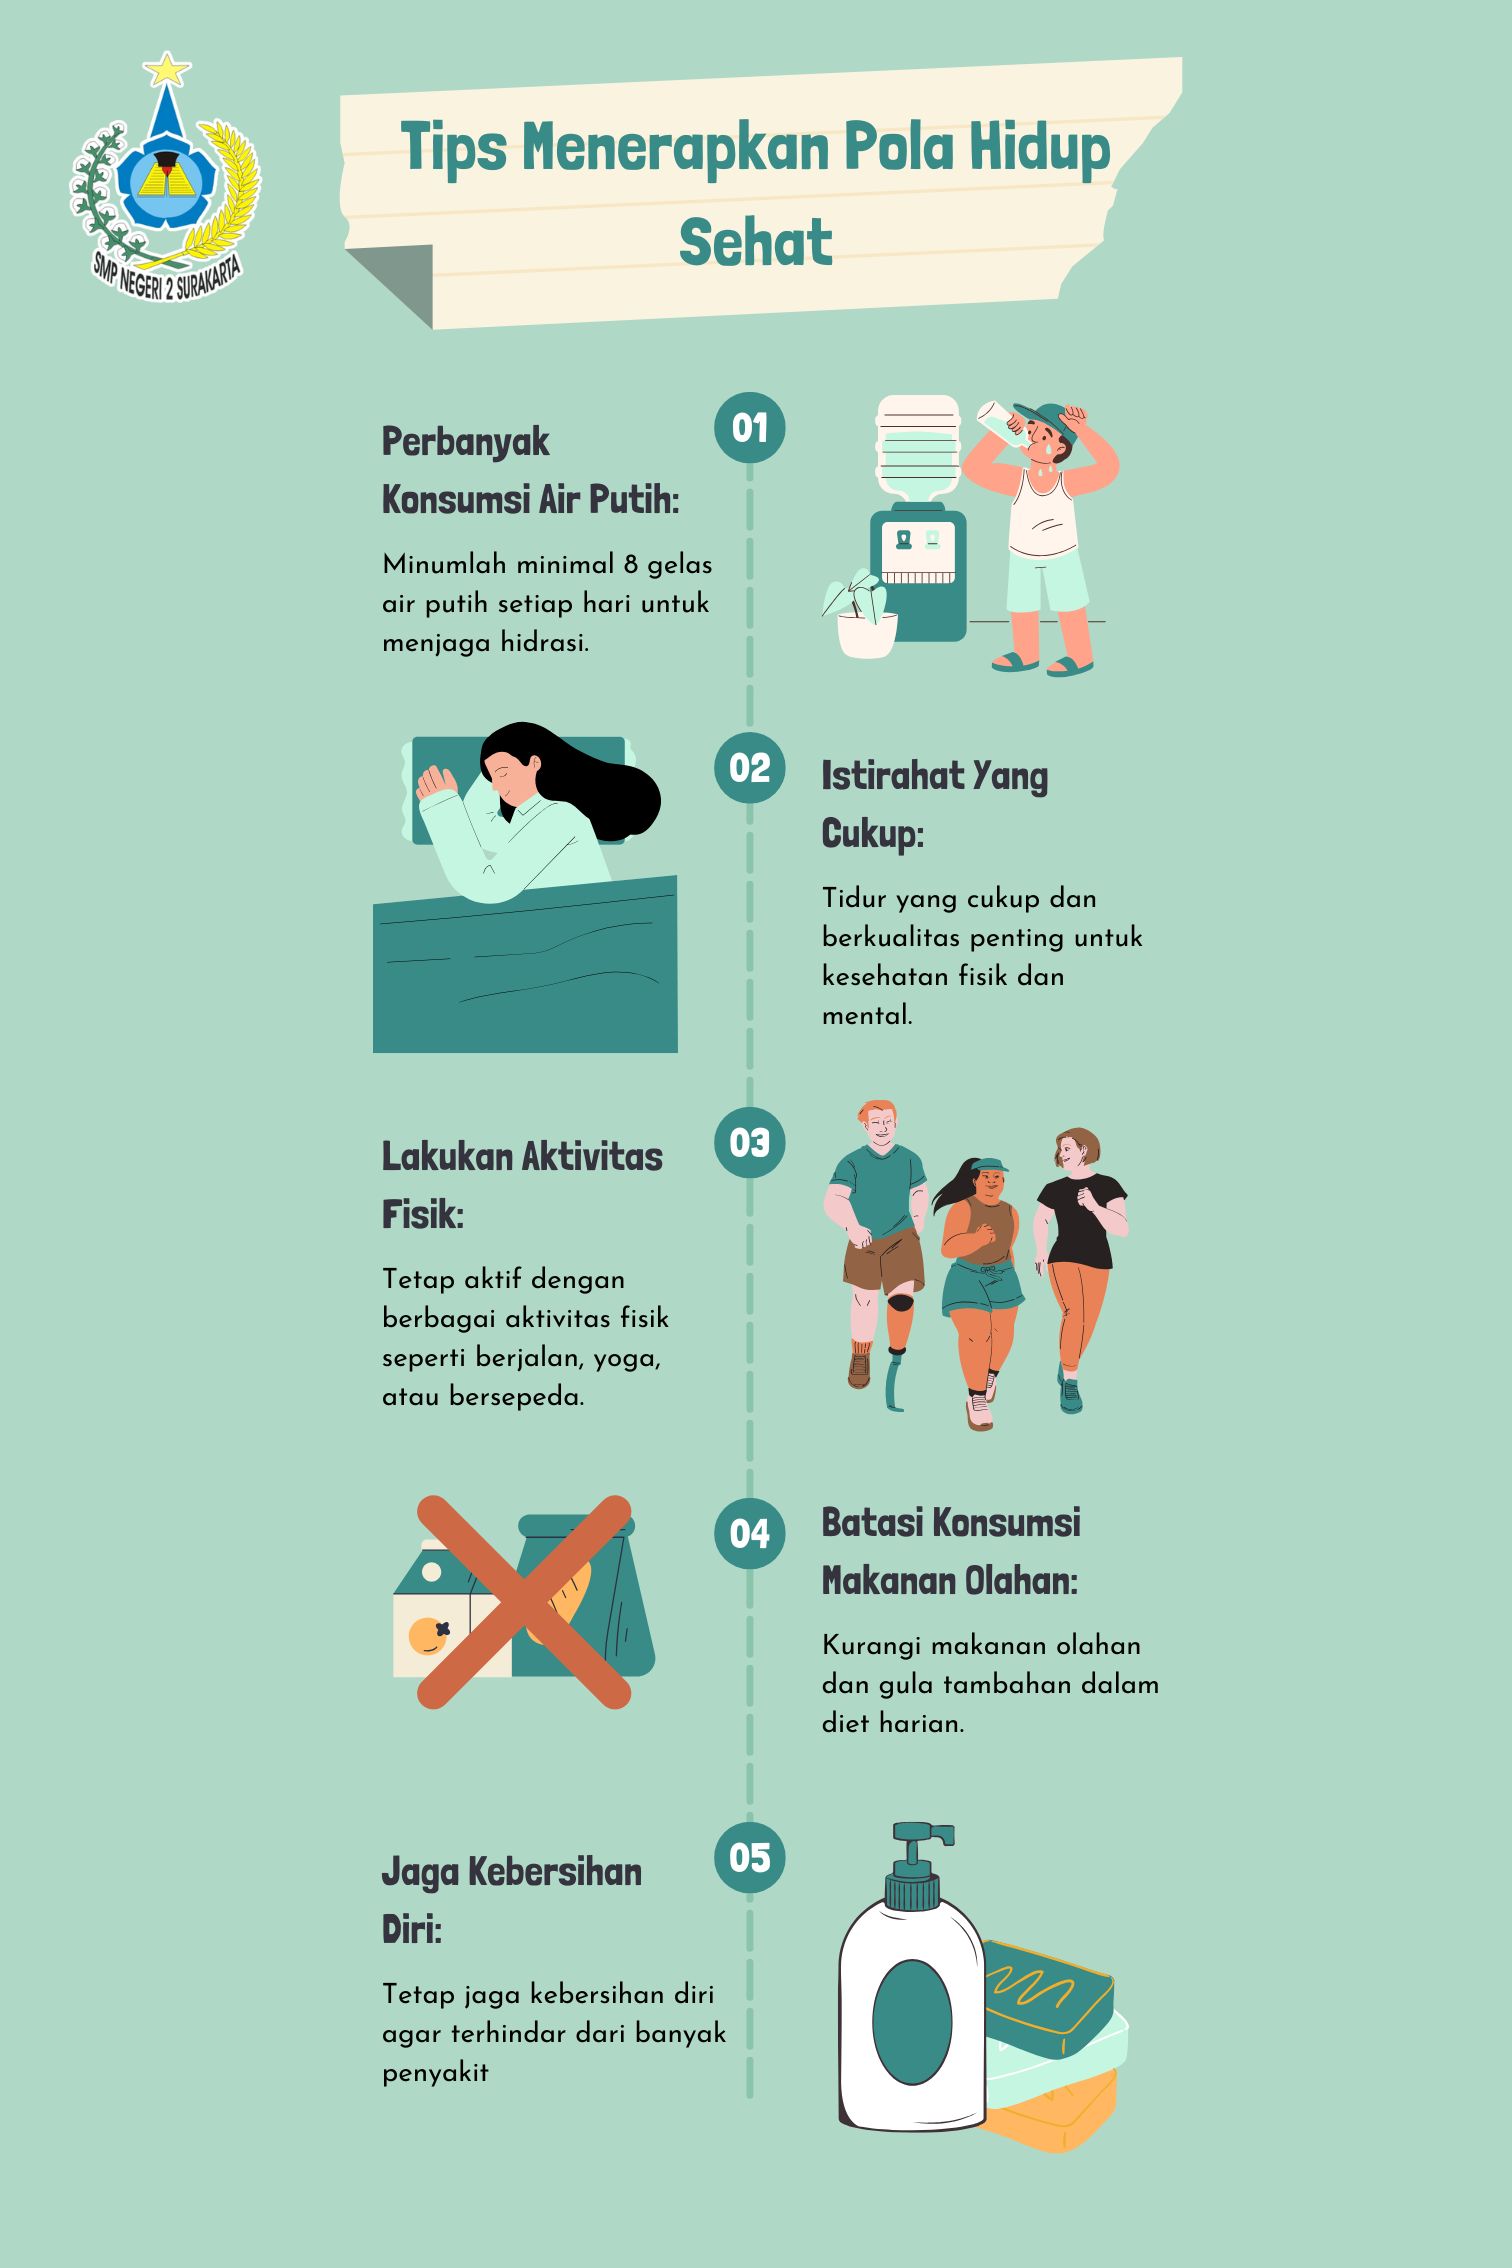 SMP NEGERI 2 SURAKARTA
Tips Menerapkan Pola Hidup
Sehat
01
Perbanyak
Konsumsi Air Putih:
Minumlah minimal 8 gelas
air putih setiap hari untuk
menjaga hidrasi.
02
Istirahat Yang
Cukup:
Tidur yang cukup dan
berkualitas penting untuk
kesehatan fisik dan
mental.
03
Lakukan Aktivitas
Fisik:
Tetap aktif dengan
berbagai aktivitas fisik
seperti berjalan, yoga,
atau bersepeda.
04
Batasi Konsumsi
Makanan Olahan:
Kurangi makanan olahan
dan gula tambahan dalam
diet harian.
05
Jaga Kebersihan
Diri:
Tetap jaga kebersihan diri
agar terhindar dari banyak
penyakit